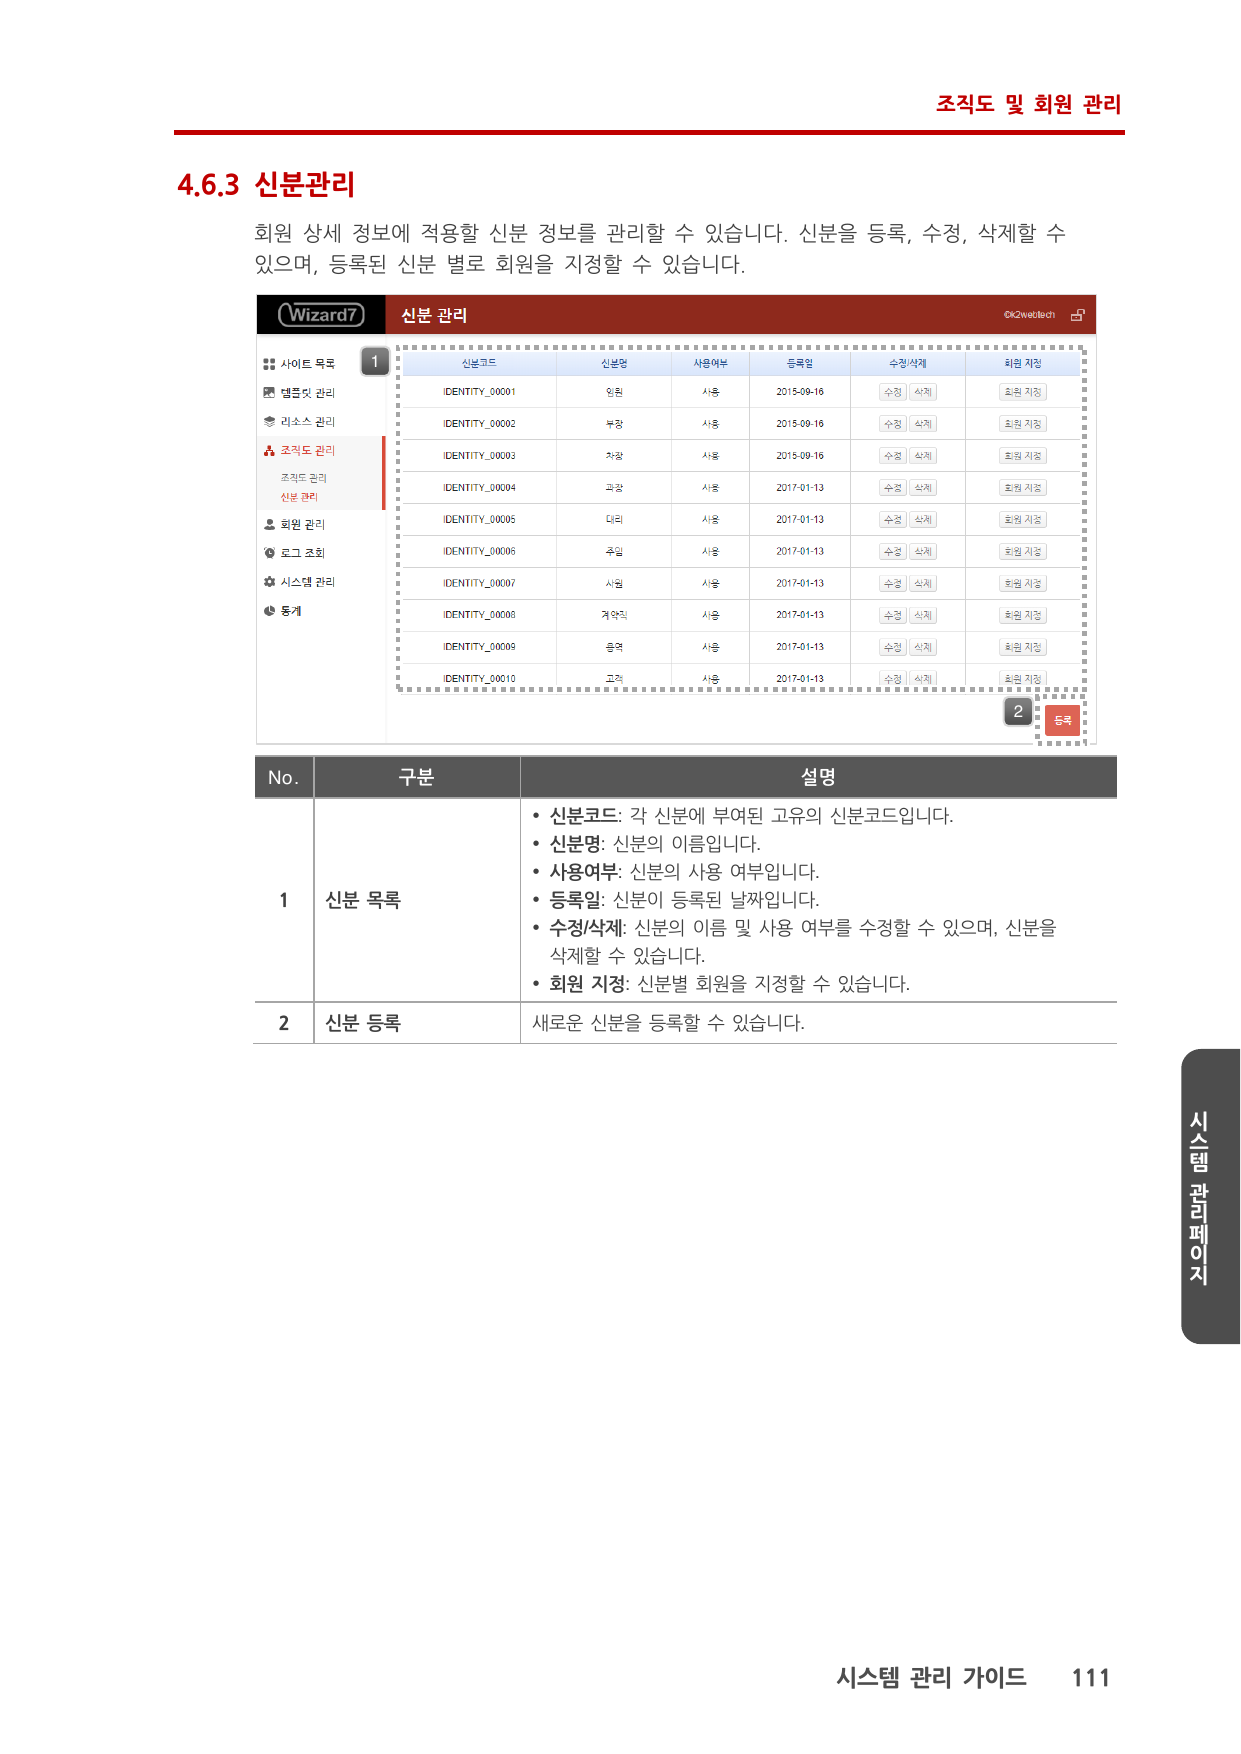 조직도 및 회원 관리
4.6.3 신분관리
회원 상세 정보에 적용할 신분 정보를 관리할 수 있습니다. 신분을 등록, 수정, 삭제할 수
있으며, 등록된 신분 별로 회원을 지정할 수 있습니다.
Wizard7 신분 관리 ©k2webtech
사이트 목록
템플릿 관리
리소스 관리
조직도 관리
조직도 관리
신분 관리
회원 관리
로그 조회
시스템 관리
통계
1
신분코드 신분명 사용여부 등록일 수정/삭제 회원 지정
IDENTITY_00001 임원 사용 2015-09-16 수정 삭제 회원 지정
IDENTITY_00002 부장 사용 2015-09-16 수정 삭제 회원 지정
IDENTITY_00003 차장 사용 2015-09-16 수정 삭제 회원 지정
IDENTITY_00004 과장 사용 2017-01-13 수정 삭제 회원 지정
IDENTITY_00005 대리 사용 2017-01-13 수정 삭제 회원 지정
IDENTITY_00006 주임 사용 2017-01-13 수정 삭제 회원 지정
IDENTITY_00007 사원 사용 2017-01-13 수정 삭제 회원 지정
IDENTITY_00008 계약직 사용 2017-01-13 수정 삭제 회원 지정
IDENTITY_00009 용역 사용 2017-01-13 수정 삭제 회원 지정
IDENTITY_00010 고객 사용 2017-01-13 수정 삭제 회원 지정
2 등록
No. 구분 설명
1 신분 목록
• 신분코드: 각 신분에 부여된 고유의 신분코드입니다.
• 신분명: 신분의 이름입니다.
• 사용여부: 신분의 사용 여부입니다.
• 등록일: 신분이 등록된 날짜입니다.
• 수정/삭제: 신분의 이름 및 사용 여부를 수정할 수 있으며, 신분을
삭제할 수 있습니다.
• 회원 지정: 신분별 회원을 지정할 수 있습니다.
2 신분 등록 새로운 신분을 등록할 수 있습니다.
시스템 관리페이지
시스템 관리 가이드 111